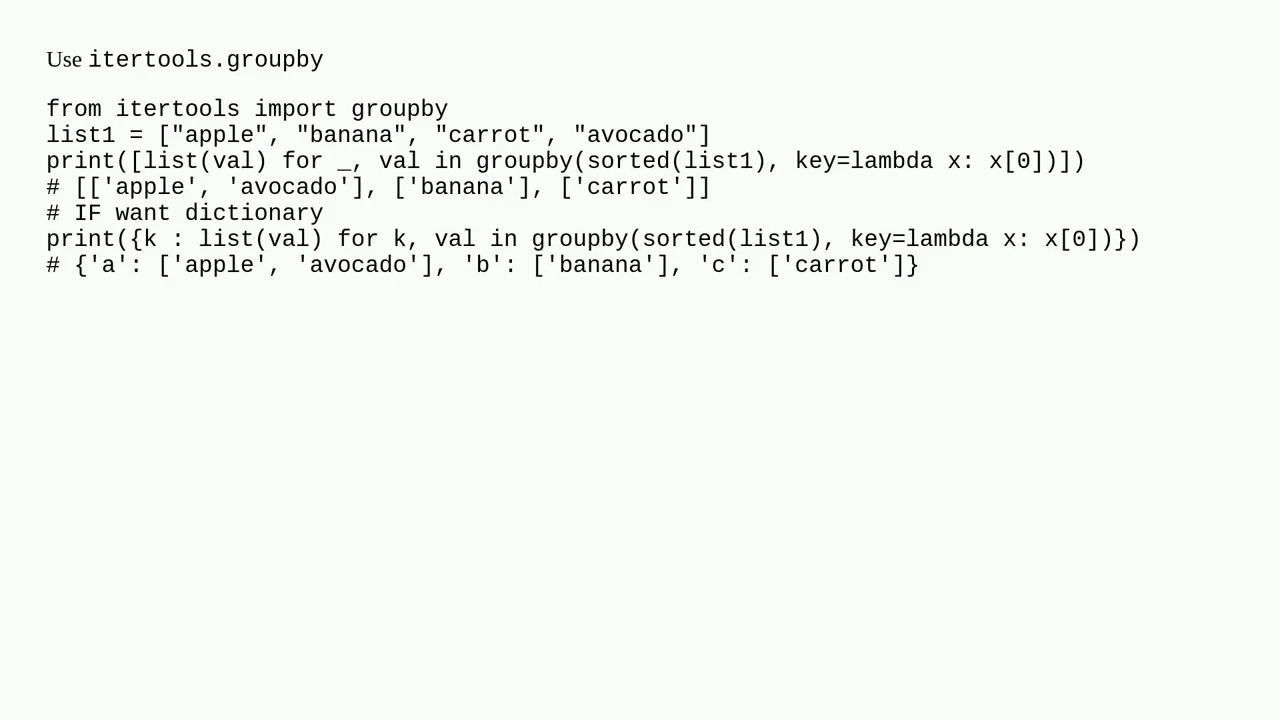 Use itertools.groupby
from itertools import groupby
list1 = ["apple", "banana", "carrot", "avocado"]
print([list(val) for _, val in groupby(sorted(list1), key=lambda x: x[0])])
# [['apple', 'avocado'], ['banana'], ['carrot']]
# IF want dictionary
print({k : list(val) for k, val in groupby(sorted(list1), key=lambda x: x[0])})
# {'a': ['apple', 'avocado'], 'b': ['banana'], 'c': ['carrot']}